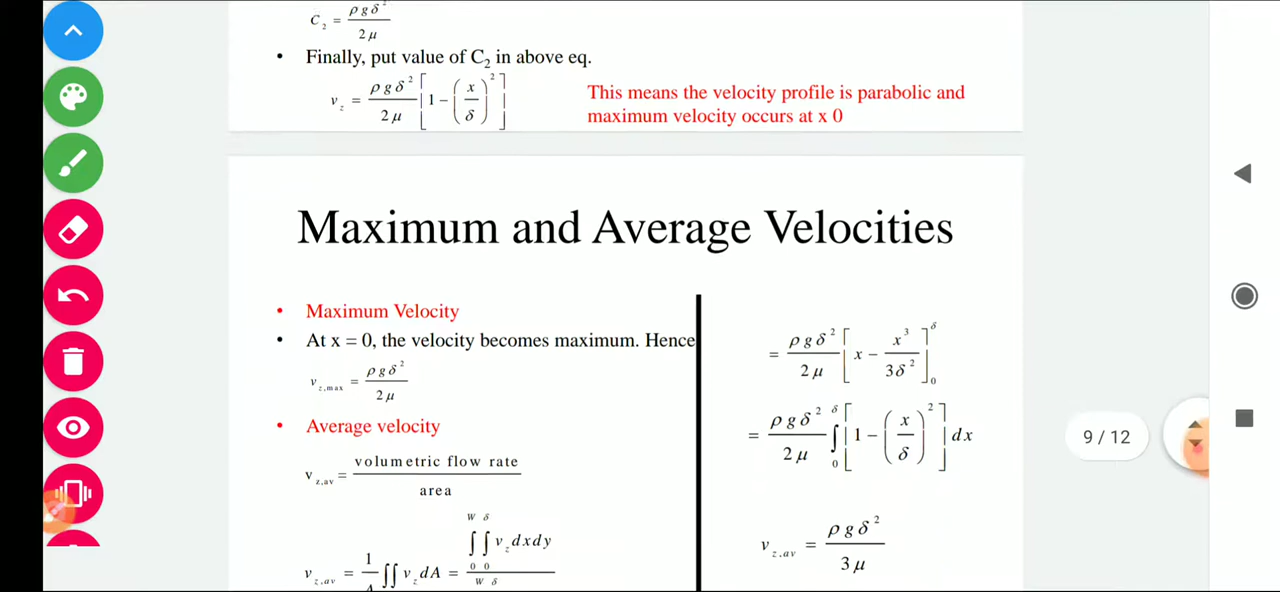 C₂ = ρgδ² / 2μ
• Finally, put value of C₂ in above eq.
v_z = ρgδ² / 2μ [1 − (x/δ)²]
This means the velocity profile is parabolic and
maximum velocity occurs at x 0
Maximum and Average Velocities
• Maximum Velocity
• At x = 0, the velocity becomes maximum. Hence
v_z,max = ρgδ² / 2μ
• Average velocity
v_z,av = volumetric flow rate / area
v_z,av = 1/A ∬ v_z dA = ∫₀^W ∫₀^δ v_z dxdy
W δ
= ρgδ² / 2μ [x − x³/3δ²]₀^δ
= ρgδ² / 2μ ∫₀^δ [1 − (x/δ)²] dx
v_z,av = ρgδ² / 3μ
9 / 12